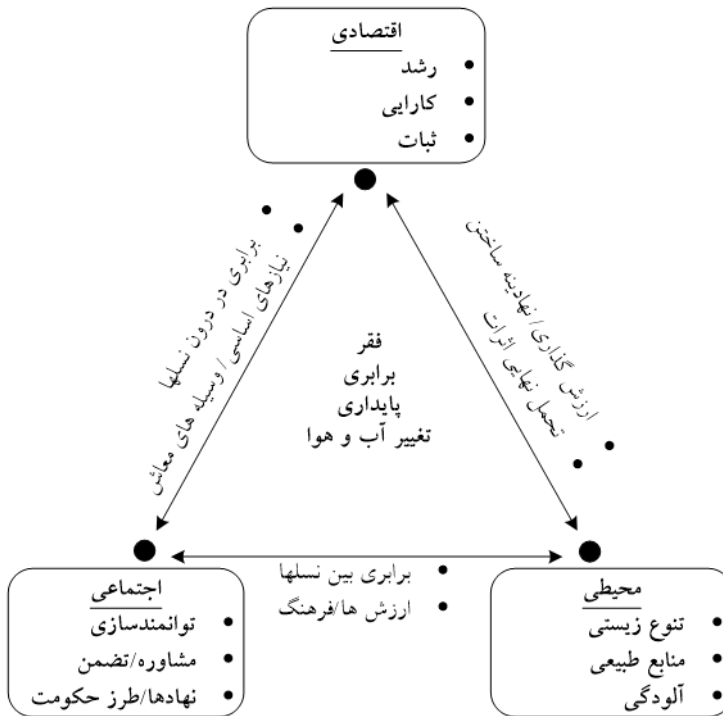 اقتصادی
• رشد
• کارایی
• ثبات
• برابری در درون نسلها
• نیازهای اساسی/وسیله های معاش
• ارزش گذاری/نهادینه ساختن
• تحمل نهایی اثرات
فقر
برابری
پایداری
تغییر آب و هوا
• برابری بین نسلها
• ارزش ها/فرهنگ
محیطی
• تنوع زیستی
• منابع طبیعی
• آلودگی
اجتماعی
• توانمندسازی
• مشاوره/تضمن
• نهادها/طرز حکومت